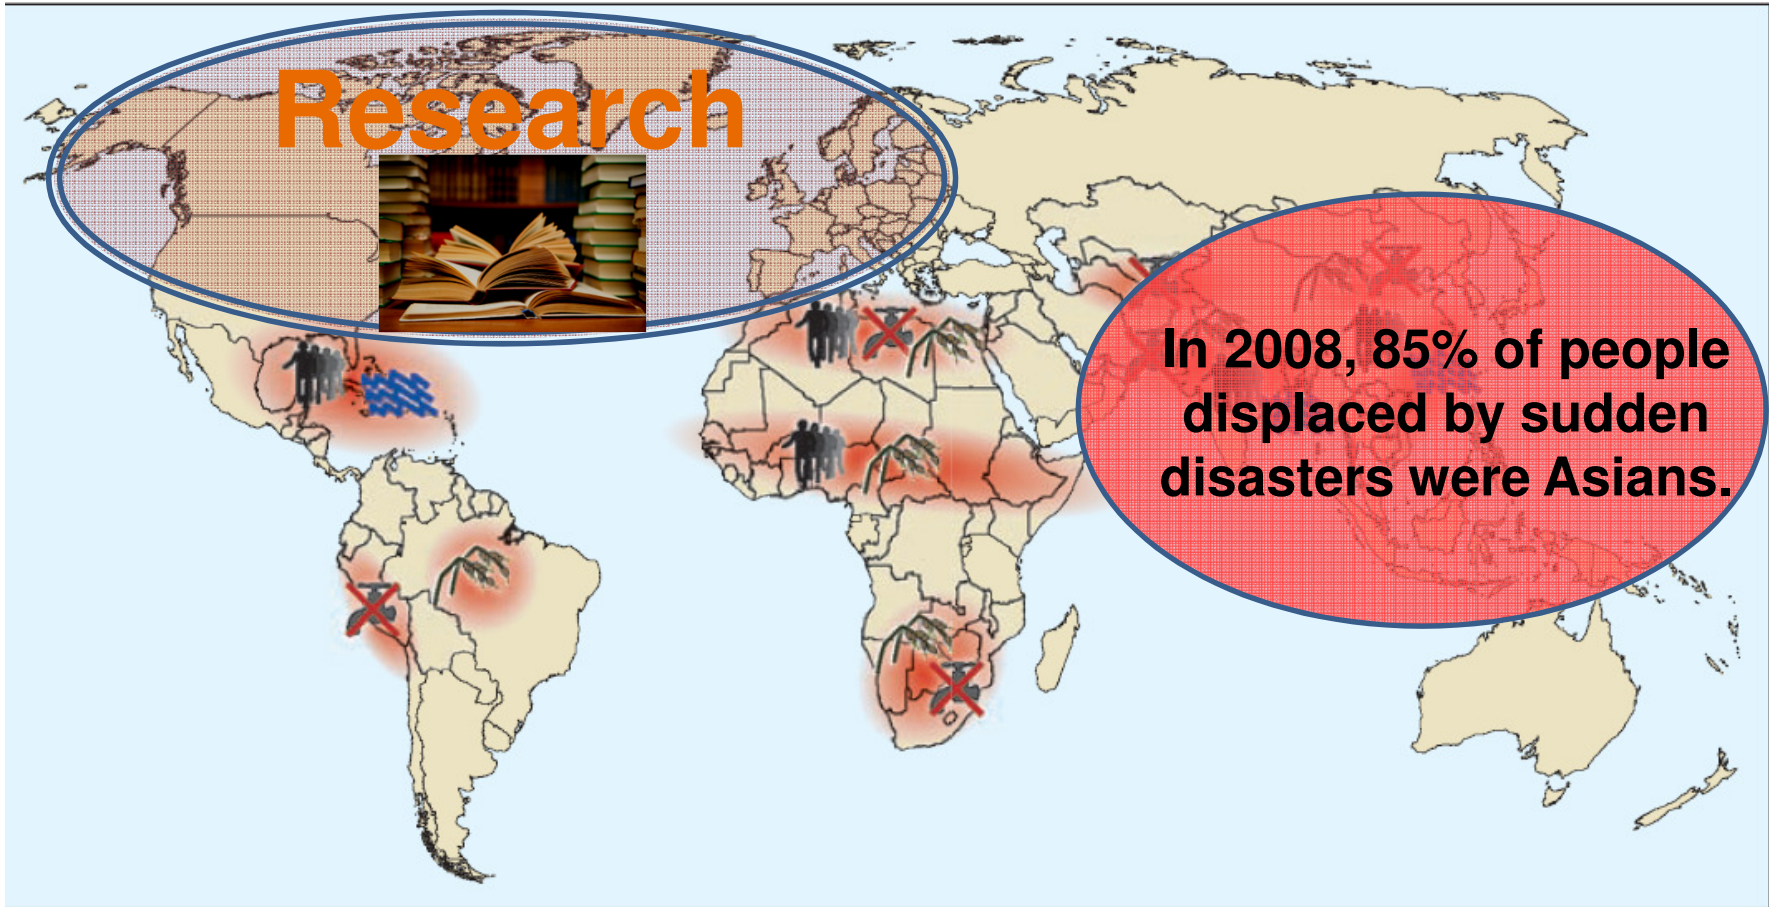 Research
In 2008, 85% of people
displaced by sudden
disasters were Asians.